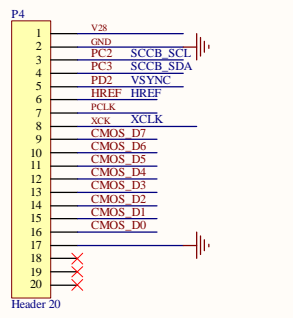 P4
1 V28
2 GND
3 PC2 SCCB_SCL
4 PC3 SCCB_SDA
5 PD2 VSYNC
6 HREF HREF
7 PCLK
8 XCK XCLK
9 CMOS_D7
10 CMOS_D6
11 CMOS_D5
12 CMOS_D4
13 CMOS_D3
14 CMOS_D2
15 CMOS_D1
16 CMOS_D0
17
18
19
20
Header 20